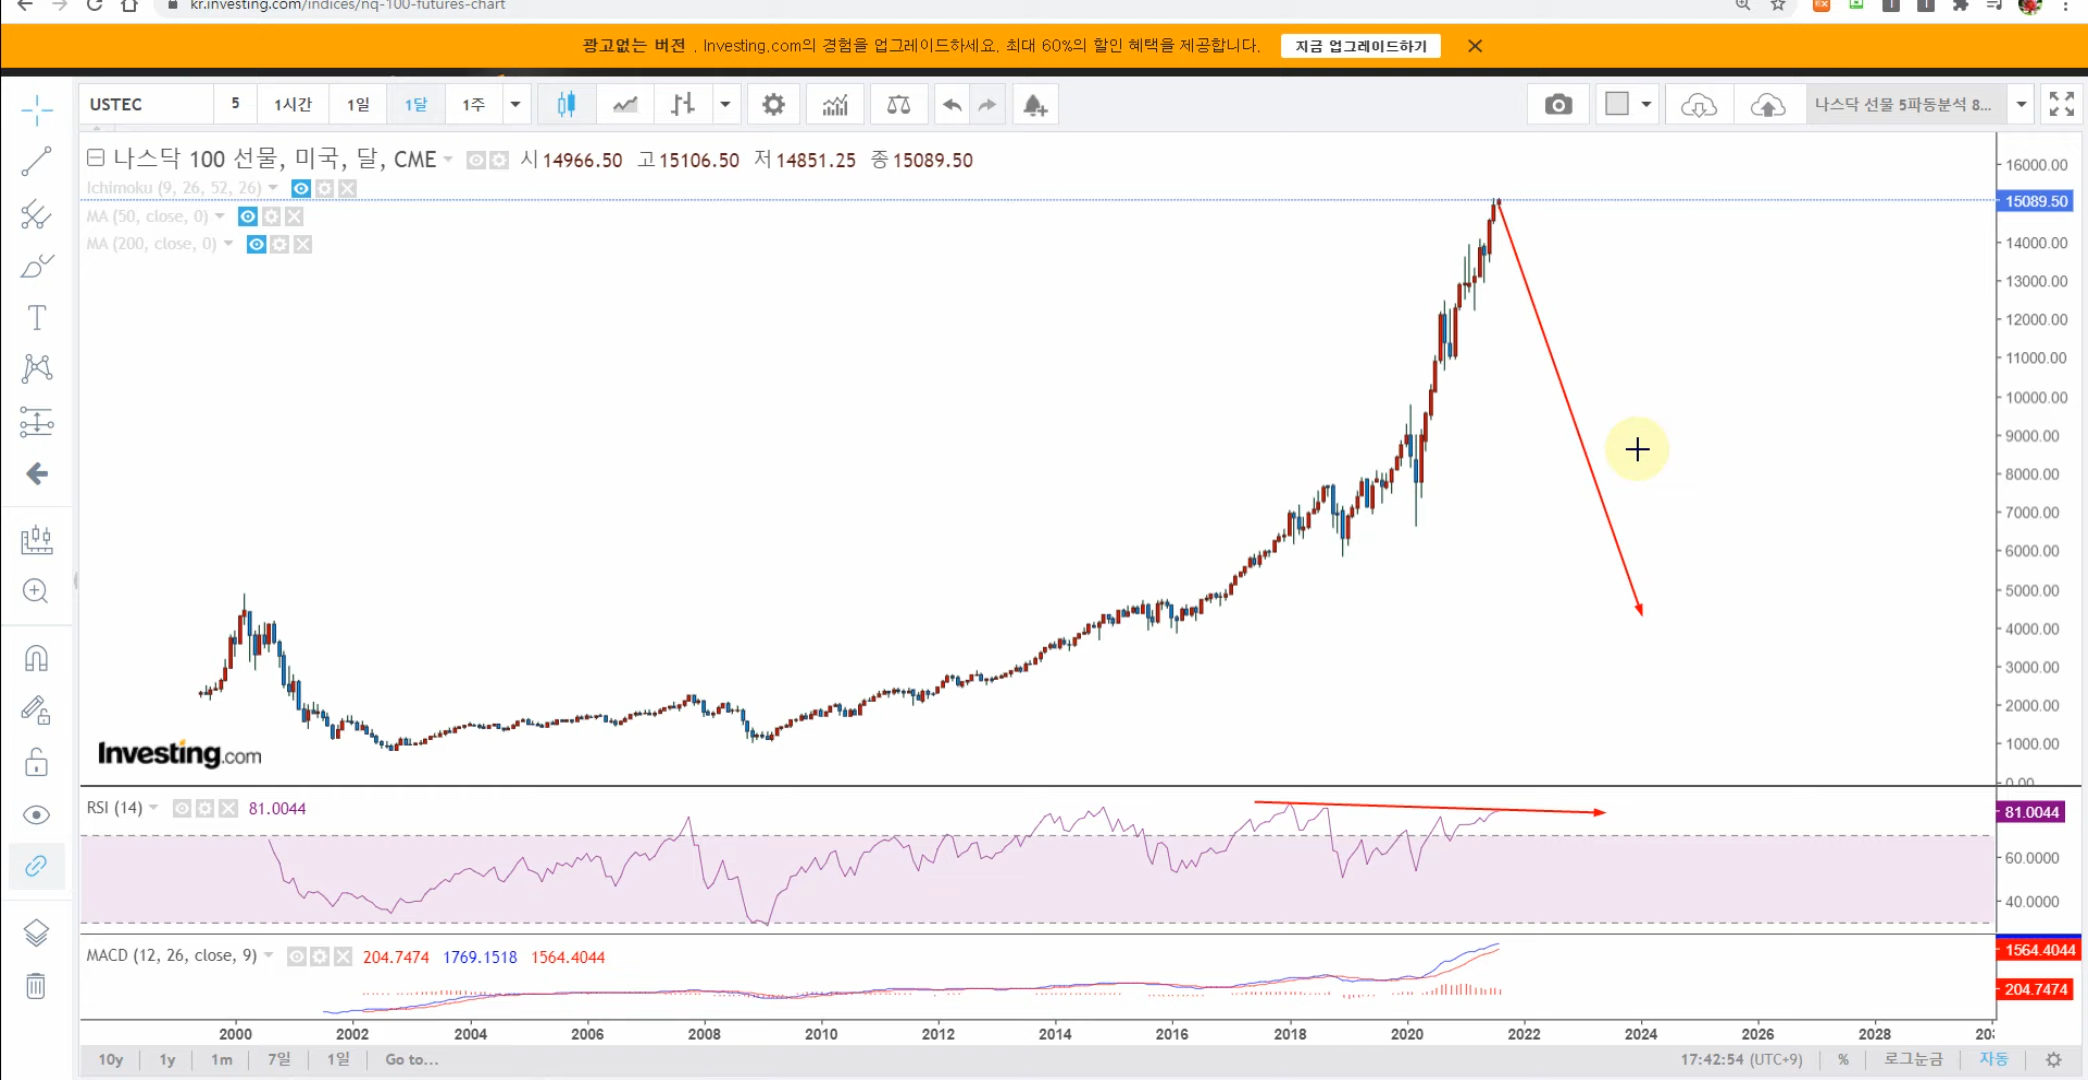 kr.investing.com/indices/nq-100-futures-chart
광고없는 버전 . Investing.com의 경험을 업그레이드하세요. 최대 60%의 할인 혜택을 제공합니다.
지금 업그레이드하기
USTEC 5 1시간 1일 1달 1주
나스닥 선물 5파동분석 8...
나스닥 100 선물, 미국, 달, CME 시 14966.50 고 15106.50 저 14851.25 종 15089.50
Ichimoku (9, 26, 52, 26)
MA (50, close, 0)
MA (200, close, 0)
16000.00
15089.50
14000.00
13000.00
12000.00
11000.00
10000.00
9000.00
8000.00
7000.00
6000.00
5000.00
4000.00
3000.00
2000.00
1000.00
0.00
Investing.com
RSI (14) 81.0044
81.0044
60.0000
40.0000
MACD (12, 26, close, 9) 204.7474 1769.1518 1564.4044
1564.4044
204.7474
2000 2002 2004 2006 2008 2010 2012 2014 2016 2018 2020 2022 2024 2026 2028
10y 1y 1m 7일 1일 Go to...
17:42:54 (UTC+9) % 로그눈금 자동